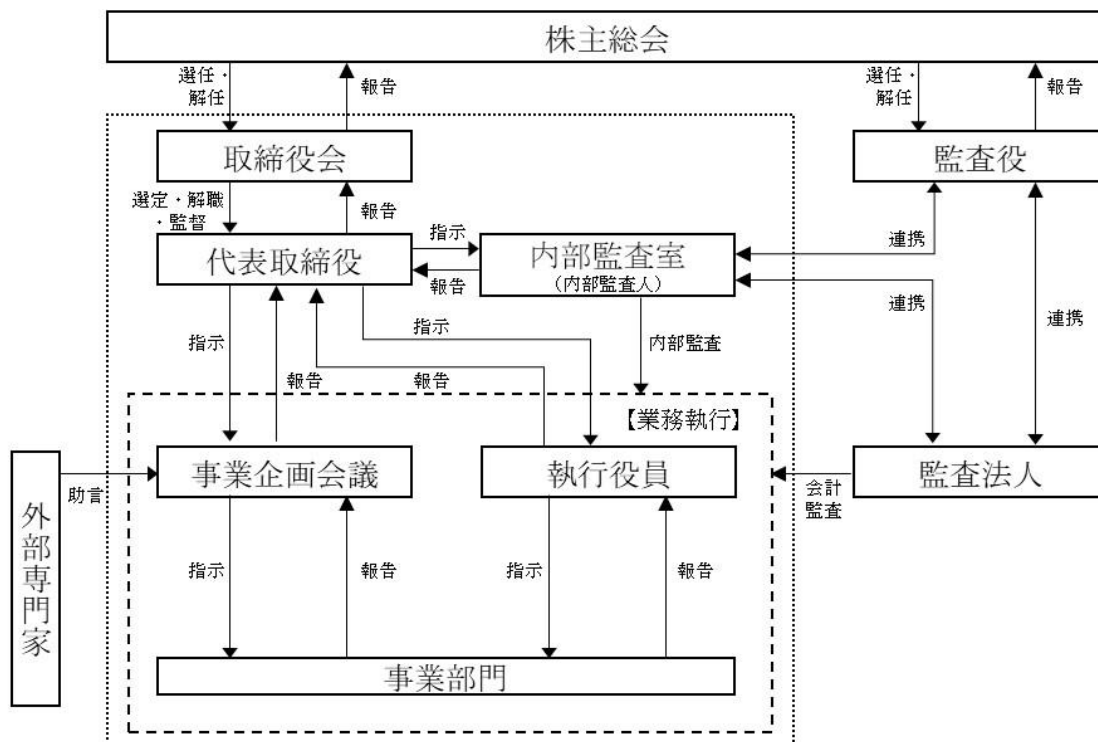 株主総会
選任・
解任
報告
選任・
解任
報告
取締役会
監査役
選定・解職
・監督
報告
代表取締役
指示
報告
内部監査室
(内部監査人)
連携
連携
連携
指示
報告
指示
報告
内部監査
【業務執行】
事業企画会議
執行役員
監査法人
外部専門家
助言
会計
監査
指示
報告
指示
報告
事業部門